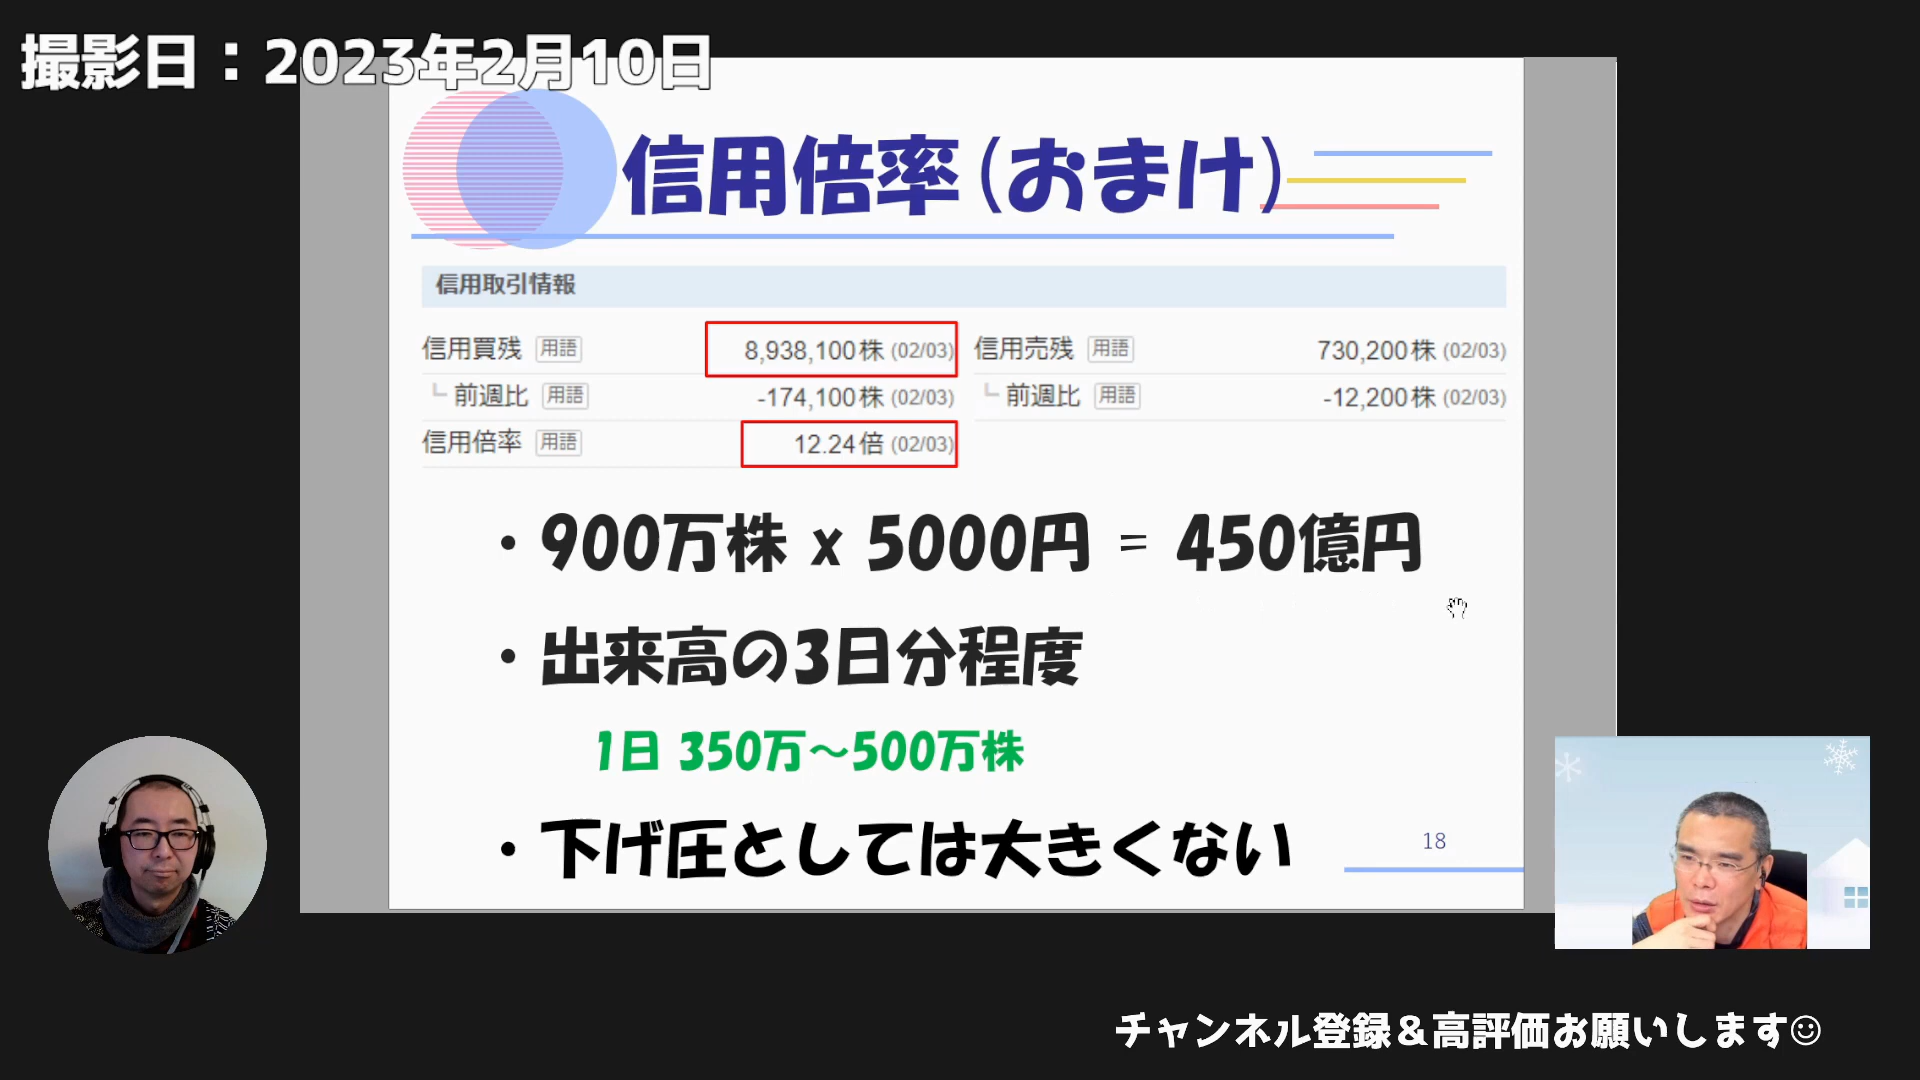 撮影日：2023年2月10日
信用倍率(おまけ)
信用取引情報
信用買残 用語 8,938,100株 (02/03) 信用売残 用語 730,200株 (02/03)
└ 前週比 用語 -174,100株 (02/03) └ 前週比 用語 -12,200株 (02/03)
信用倍率 用語 12.24倍 (02/03)
・900万株 x 5000円 = 450億円
・出来高の3日分程度
1日 350万～500万株
・下げ圧としては大きくない
18
チャンネル登録＆高評価お願いします☺